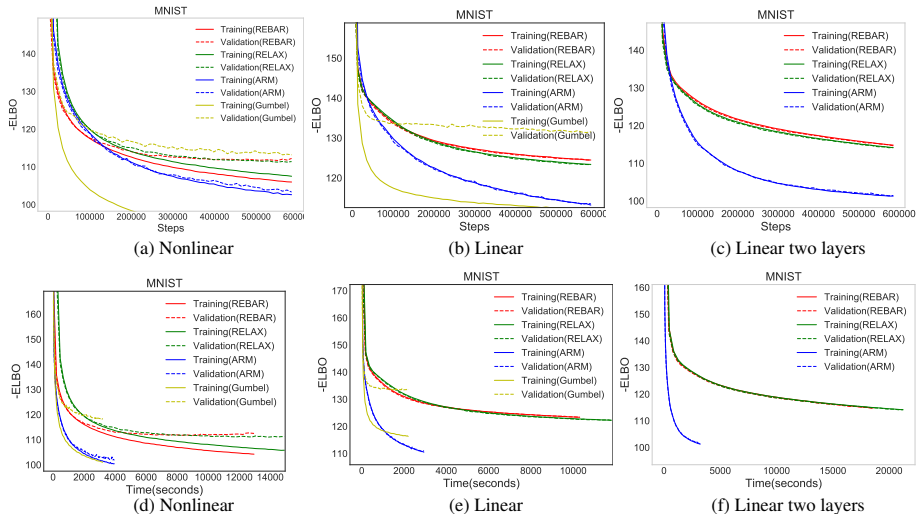 MNIST
-ELBO
140
130
120
110
100
Training(REBAR)
Validation(REBAR)
Training(RELAX)
Validation(RELAX)
Training(ARM)
Validation(ARM)
Training(Gumbel)
Validation(Gumbel)
0 100000 200000 300000 400000 500000 60000
Steps
(a) Nonlinear
MNIST
-ELBO
150
140
130
120
Training(REBAR)
Validation(REBAR)
Training(RELAX)
Validation(RELAX)
Training(ARM)
Validation(ARM)
Training(Gumbel)
Validation(Gumbel)
0 100000 200000 300000 400000 500000 60000
Steps
(b) Linear
MNIST
-ELBO
140
130
120
110
100
Training(REBAR)
Validation(REBAR)
Training(RELAX)
Validation(RELAX)
Training(ARM)
Validation(ARM)
0 100000 200000 300000 400000 500000 600000
Steps
(c) Linear two layers
MNIST
-ELBO
160
150
140
130
120
110
100
Training(REBAR)
Validation(REBAR)
Training(RELAX)
Validation(RELAX)
Training(ARM)
Validation(ARM)
Training(Gumbel)
Validation(Gumbel)
0 2000 4000 6000 8000 10000 12000 14000
Time(seconds)
(d) Nonlinear
MNIST
-ELBO
170
160
150
140
130
120
110
Training(REBAR)
Validation(REBAR)
Training(RELAX)
Validation(RELAX)
Training(ARM)
Validation(ARM)
Training(Gumbel)
Validation(Gumbel)
0 2000 4000 6000 8000 10000
Time(seconds)
(e) Linear
MNIST
-ELBO
160
150
140
130
120
110
100
Training(REBAR)
Validation(REBAR)
Training(RELAX)
Validation(RELAX)
Training(ARM)
Validation(ARM)
0 4000 8000 12000 16000 20000
Time(seconds)
(f) Linear two layers